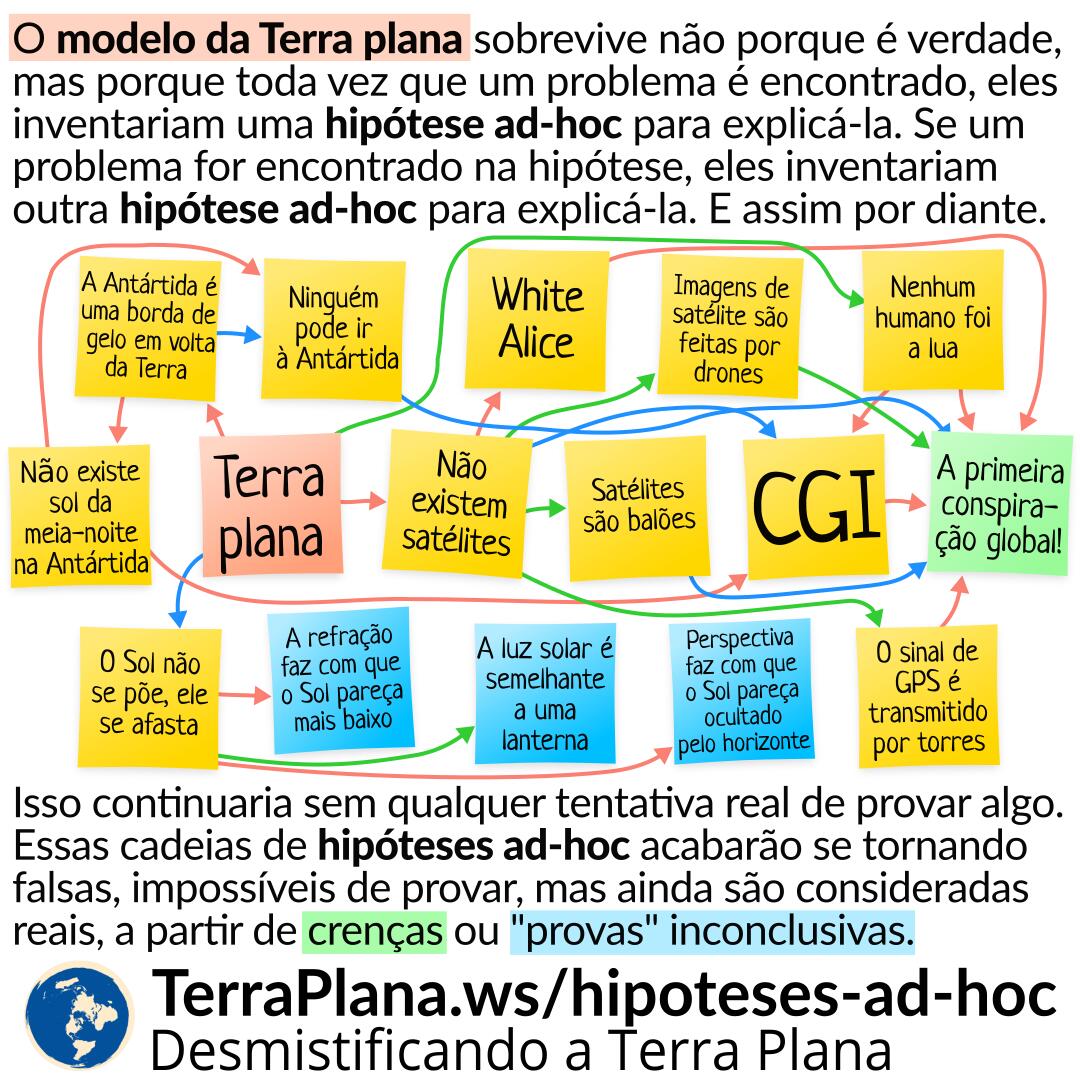 O modelo da Terra plana sobrevive não porque é verdade,
mas porque toda vez que um problema é encontrado, eles
inventariam uma hipótese ad-hoc para explicá-la. Se um
problema for encontrado na hipótese, eles inventariam
outra hipótese ad-hoc para explicá-la. E assim por diante.
A Antártida é
uma borda de
gelo em volta
da Terra
Ninguém
pode ir
à Antártida
White
Alice
Imagens de
satélite são
feitas por
drones
Nenhum
humano foi
a lua
Não existe
sol da
meia-noite
na Antártida
Terra
plana
Não
existem
satélites
Satélites
são balões
CGI
A primeira
conspira-
ção global!
O Sol não
se põe, ele
se afasta
A refração
faz com que
o Sol pareça
mais baixo
A luz solar é
semelhante
a uma
lanterna
Perspectiva
faz com que
o Sol pareça
ocultado
pelo horizonte
O sinal de
GPS é
transmitido
por torres
Isso continuaria sem qualquer tentativa real de provar algo.
Essas cadeias de hipóteses ad-hoc acabarão se tornando
falsas, impossíveis de provar, mas ainda são consideradas
reais, a partir de crenças ou "provas" inconclusivas.
TerraPlana.ws/hipoteses-ad-hoc
Desmistificando a Terra Plana